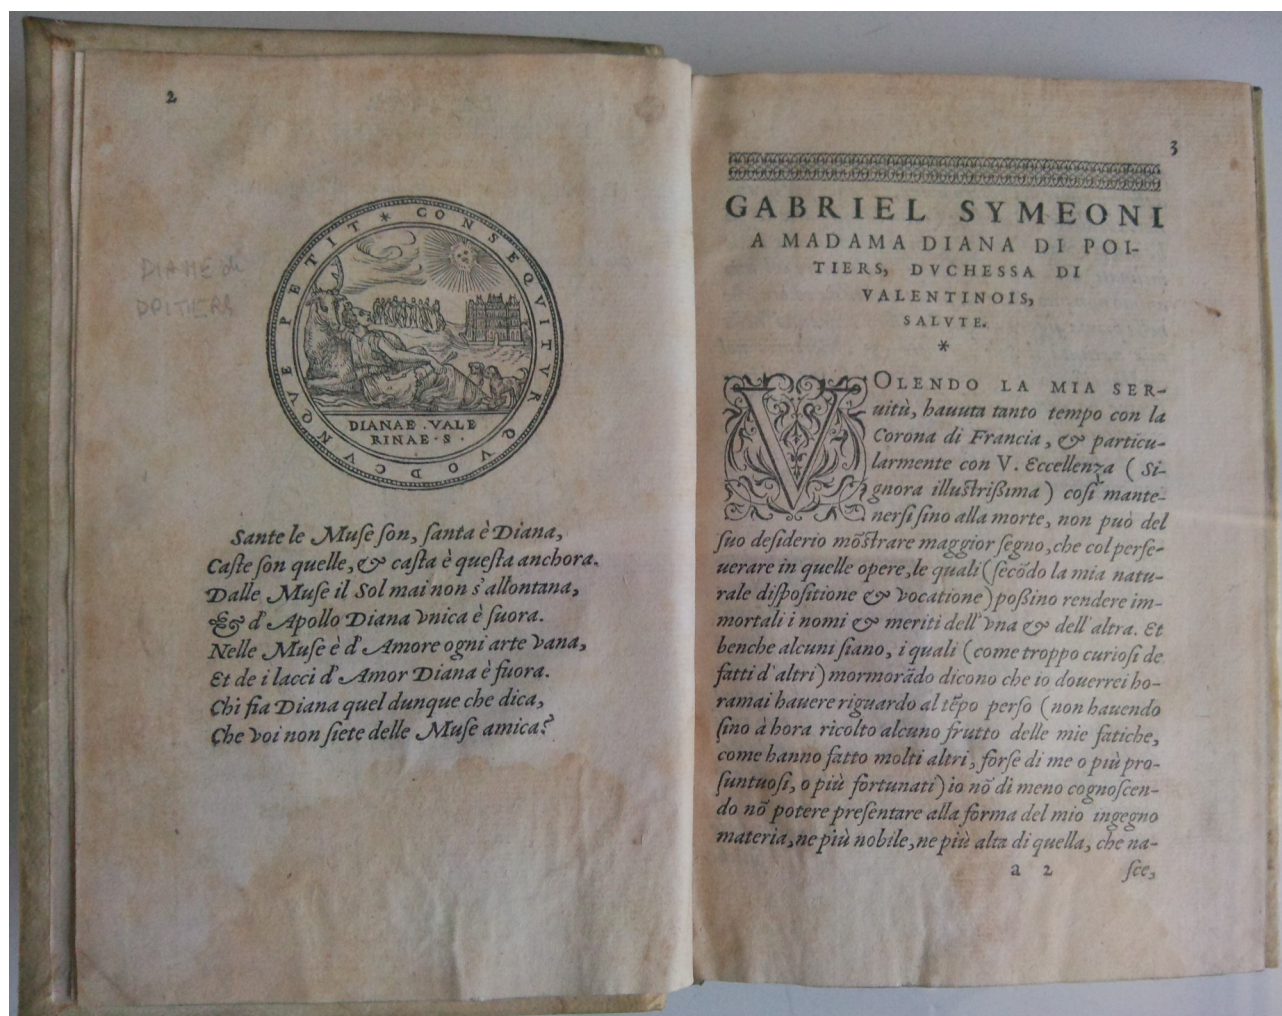 2
QVODCVNQVE PETIT * CONSEQVITVR
DIANAE · VALE
RINAE · S ·
DIANE di
POITIERS
Sante le Muse ſon, ſanta è Diana,
Caſte ſon quelle, & caſta è queſta anchora.
Dalle Muſe il Sol mai non s'allontana,
& d' Apollo Diana vnica è ſuora.
Nelle Muſe è d' Amore ogni arte vana,
Et de i lacci d' Amor Diana è fuora.
Chi fia Diana quel dunque che dica,
Che voi non ſiete delle Muſe amica?
3
GABRIEL SYMEONI
A MADAMA DIANA DI POI-
TIERS, DVCHESSA DI
VALENTINOIS,
SALVTE.
*
VOLENDO LA MIA SER-
uitù, hauuta tanto tempo con la
Corona di Francia, & particu-
larmente con V. Eccellenza (Si-
gnora illuſtrißima) coſi mante-
nerſi ſino alla morte, non può del
ſuo deſiderio mõſtrare maggior ſegno, che col perſe-
uerare in quelle opere, le quali (ſecõdo la mia natu-
rale diſpoſitione & vocatione) poßino rendere im-
mortali i nomi & meriti dell'vna & dell'altra. Et
benche alcuni ſiano, i quali (come troppo curioſi de
fatti d'altri) mormorãdo dicono che io douerrei ho-
ramai hauere riguardo al tẽpo perſo (non hauendo
ſino à hora ricolto alcuno frutto delle mie fatiche,
come hanno fatto molti altri, forſe di me o più pro-
ſuntuoſi, o più fortunati) io nõ di meno cognoſcen-
do nõ potere preſentare alla forma del mio ingegno
materia, ne più nobile, ne più alta di quella, che na-
a 2
ſce,